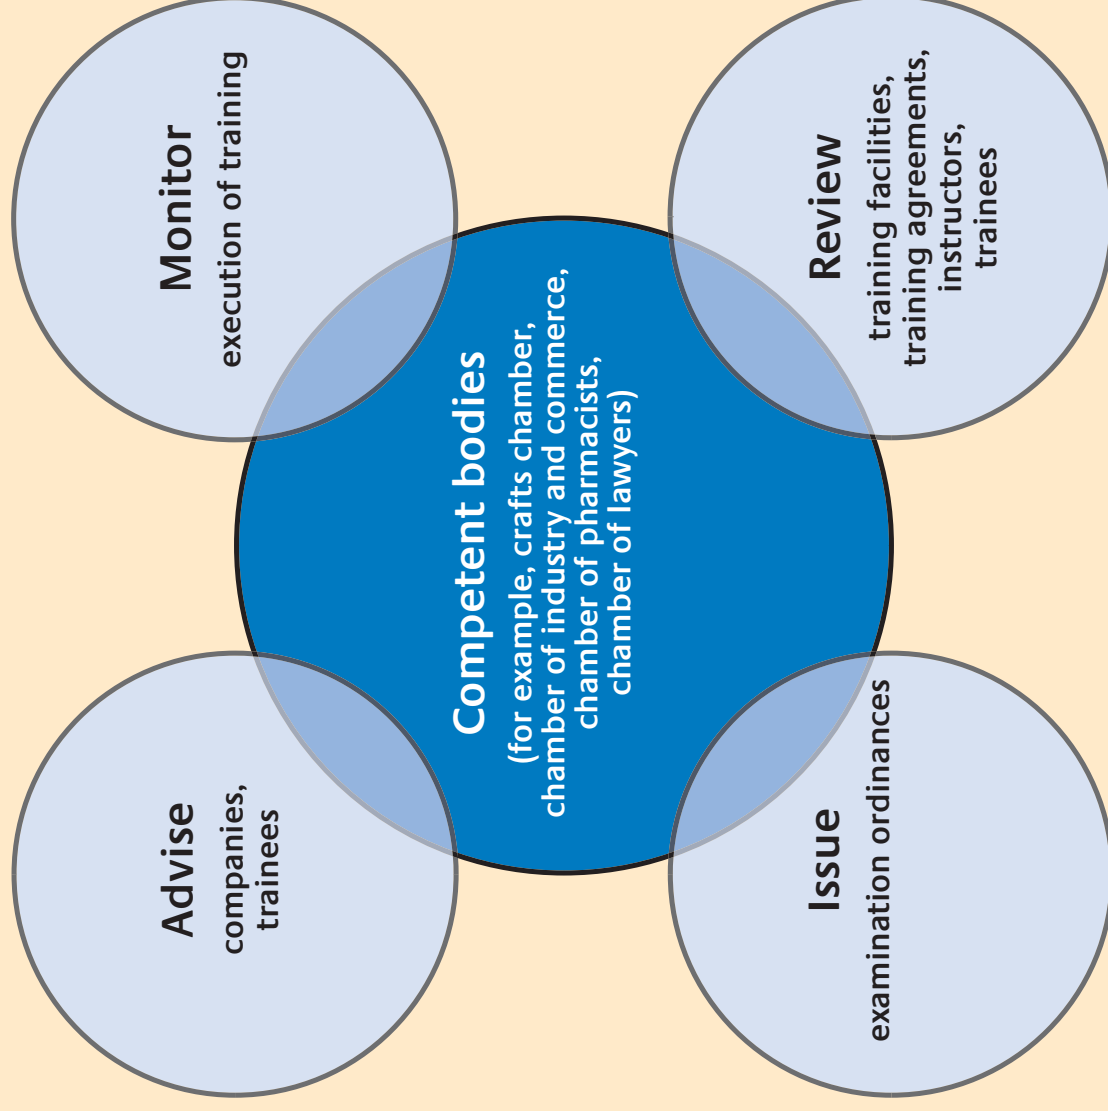 Advise
companies,
trainees
Monitor
execution of training
Competent bodies
(for example, crafts chamber,
chamber of industry and commerce,
chamber of pharmacists,
chamber of lawyers)
Issue
examination ordinances
Review
training facilities,
training agreements,
instructors,
trainees